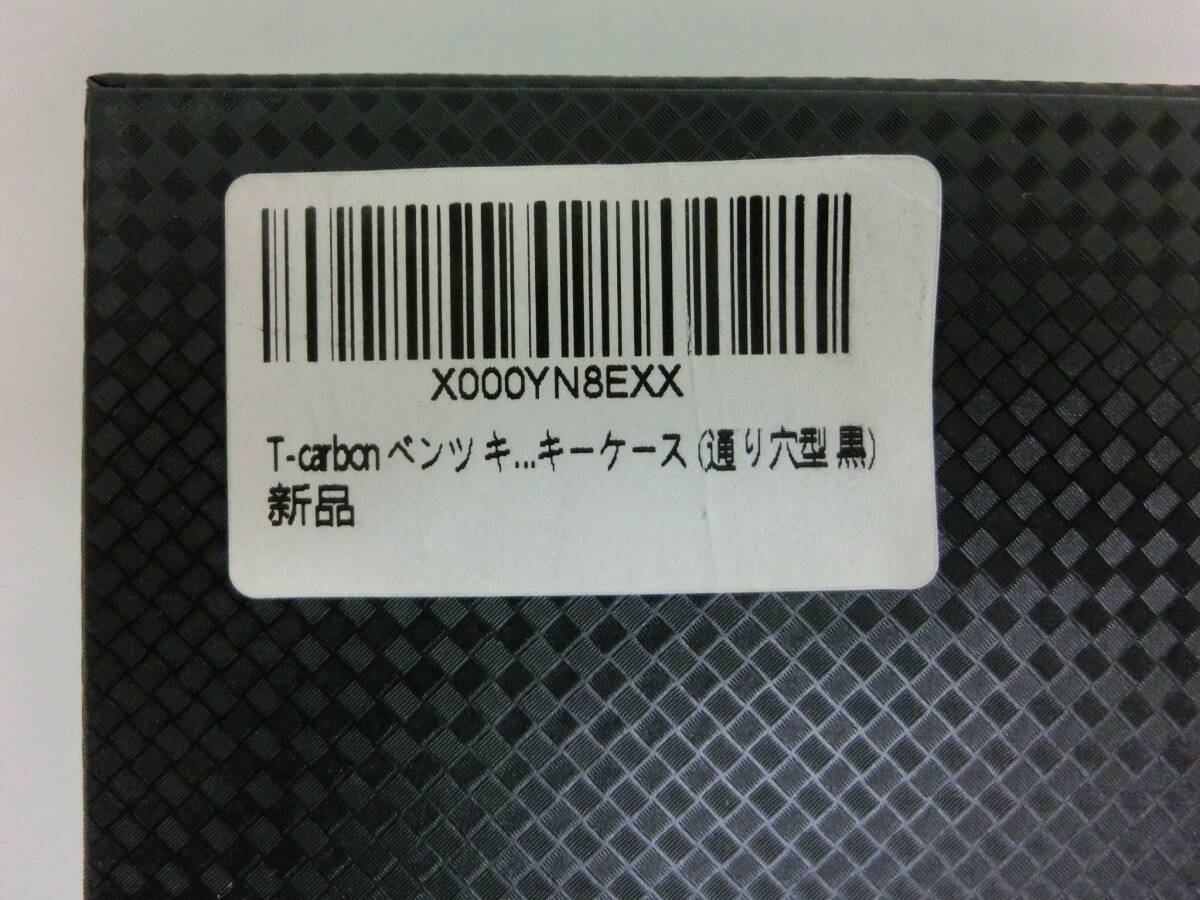 X000YN8EXX
T-carbon ベンツ キ...キーケース (通り穴型 黒)
新品